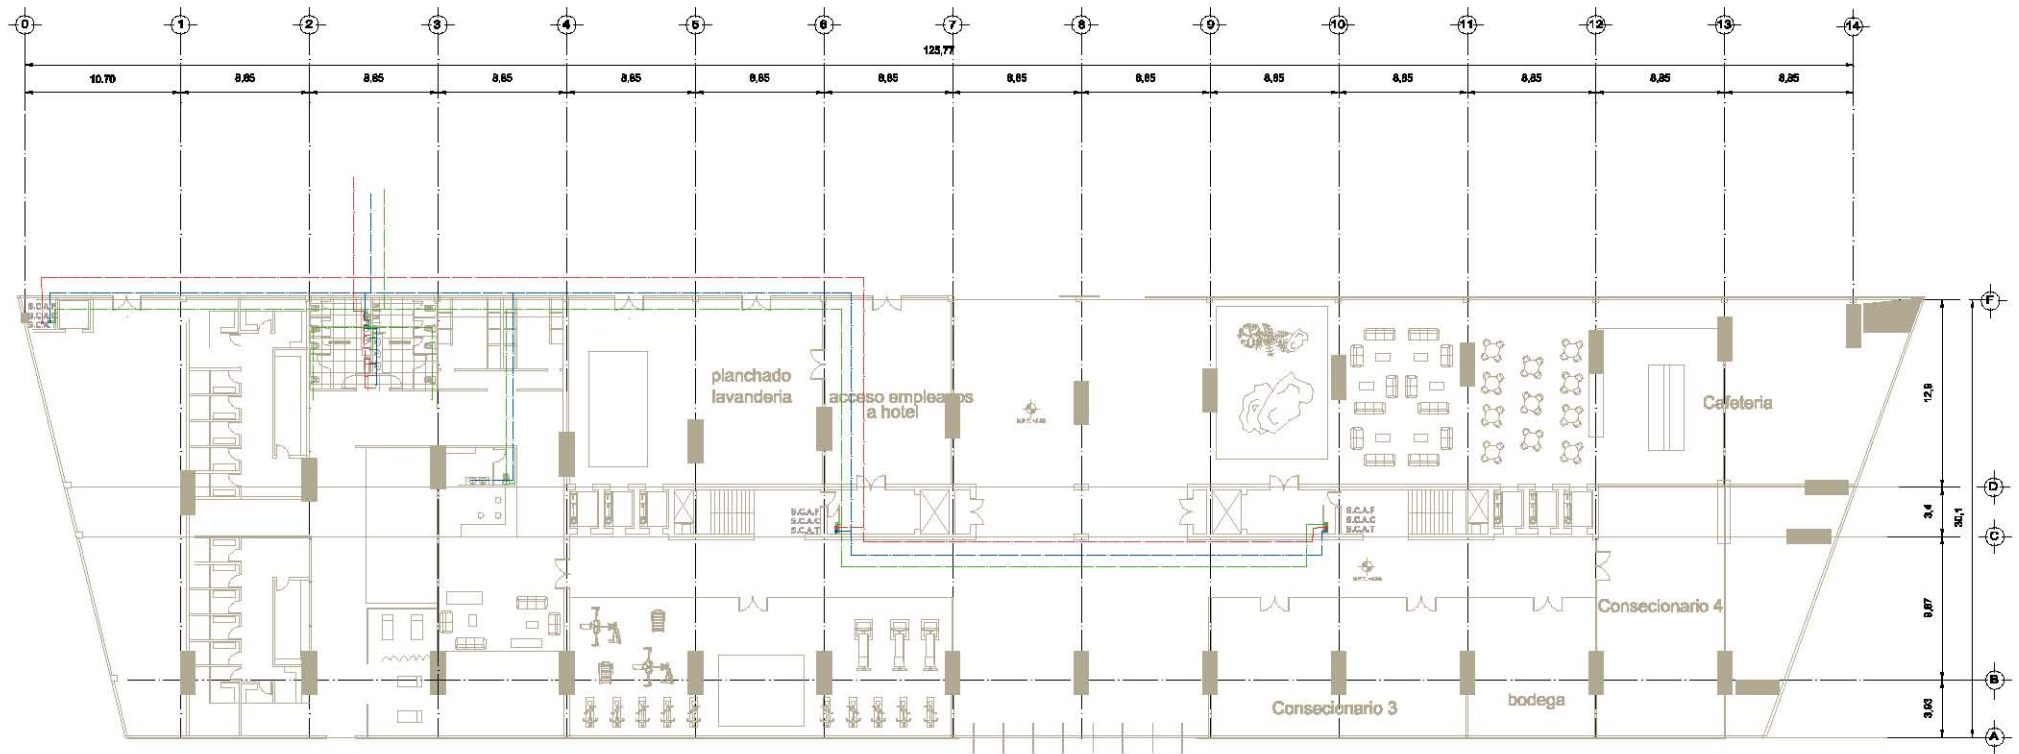 0 1 2 3 4 5 6 7 8 9 10 11 12 13 14
125,77
10.70 8,85 8,85 8,85 8,85 8,85 8,85 8,85 8,85 8,85 8,85 8,85 8,85 8,85
F
S.C.A.F
S.C.A.C
S.C.A.T
planchado
lavanderia
acceso empleados
a hotel
Cafeteria
12,9
D
S.C.A.F
S.C.A.C
S.C.A.T
S.C.A.F
S.C.A.C
S.C.A.T
3,4
30,1
C
Consecionario 4
9,87
B
Consecionario 3
bodega
3,93
A